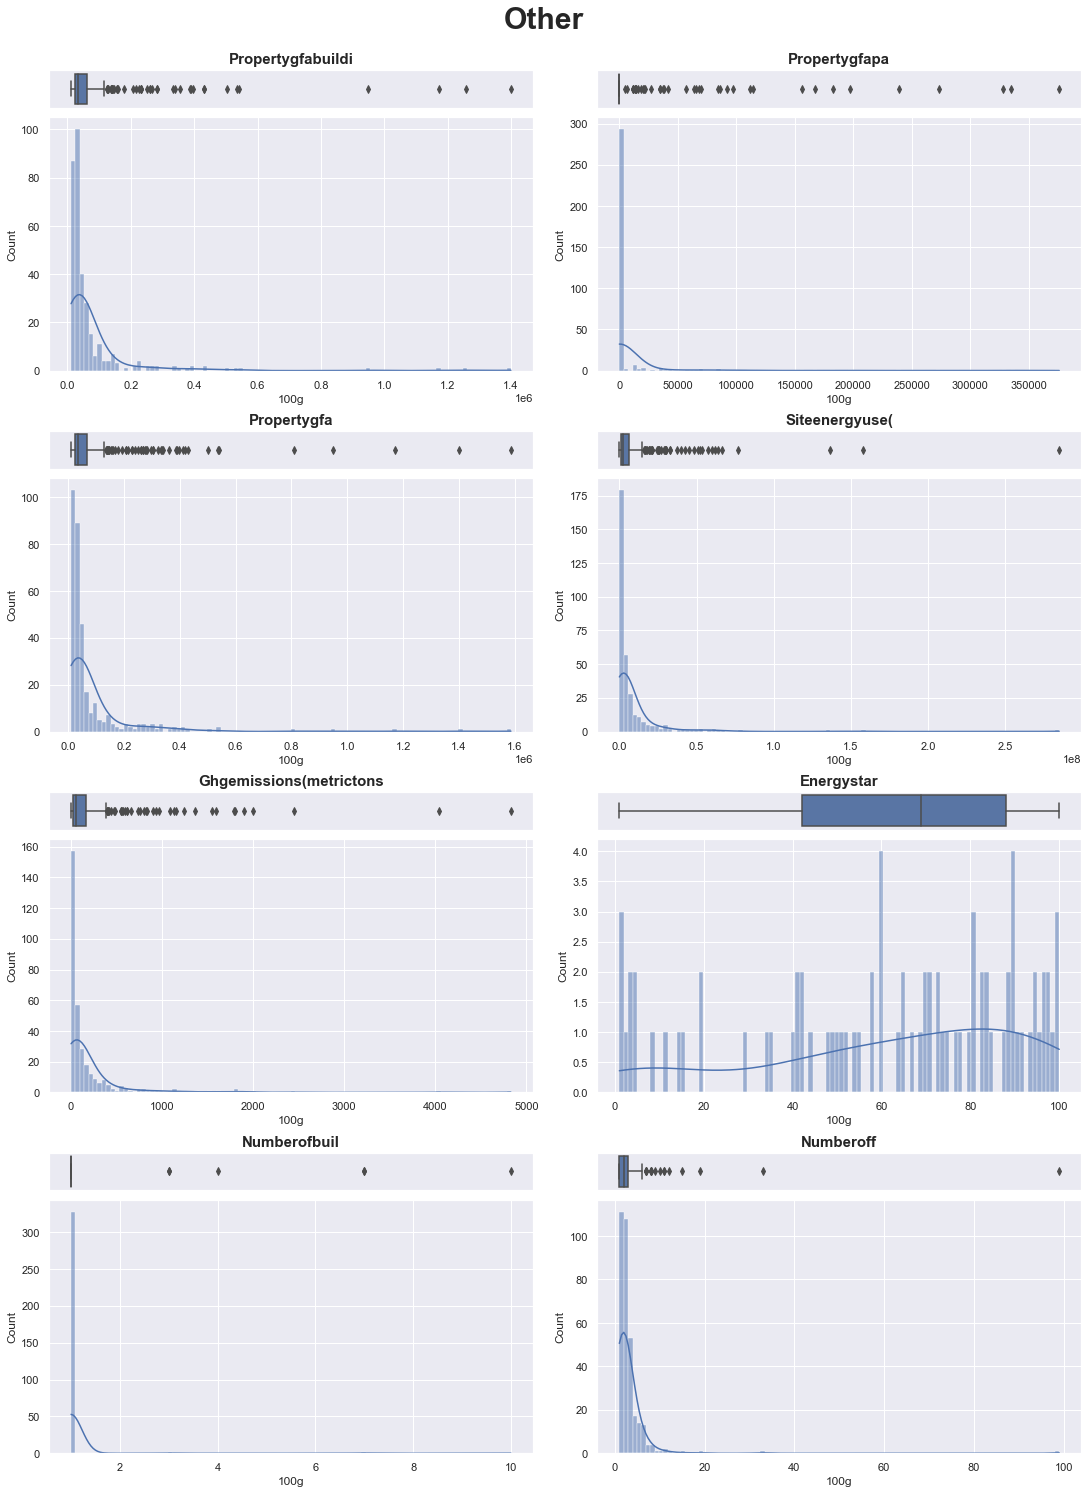 Other
Propertygfabuildi
Propertygfapa
100
80
60
40
20
0
Count
0.0 0.2 0.4 0.6 0.8 1.0 1.2 1.4
1e6
100g
300
250
200
150
100
50
0
Count
0 50000 100000 150000 200000 250000 300000 350000
100g
Propertygfa
Siteenergyuse(
100
80
60
40
20
0
Count
0.0 0.2 0.4 0.6 0.8 1.0 1.2 1.4 1.6
1e6
100g
175
150
125
100
75
50
25
0
Count
0.0 0.5 1.0 1.5 2.0 2.5
1e8
100g
Ghgemissions(metrictons
Energystar
160
140
120
100
80
60
40
20
0
Count
0 1000 2000 3000 4000 5000
100g
4.0
3.5
3.0
2.5
2.0
1.5
1.0
0.5
0.0
Count
0 20 40 60 80 100
100g
Numberofbuil
Numberoff
300
250
200
150
100
50
0
Count
2 4 6 8 10
100g
100
80
60
40
20
0
Count
0 20 40 60 80 100
100g